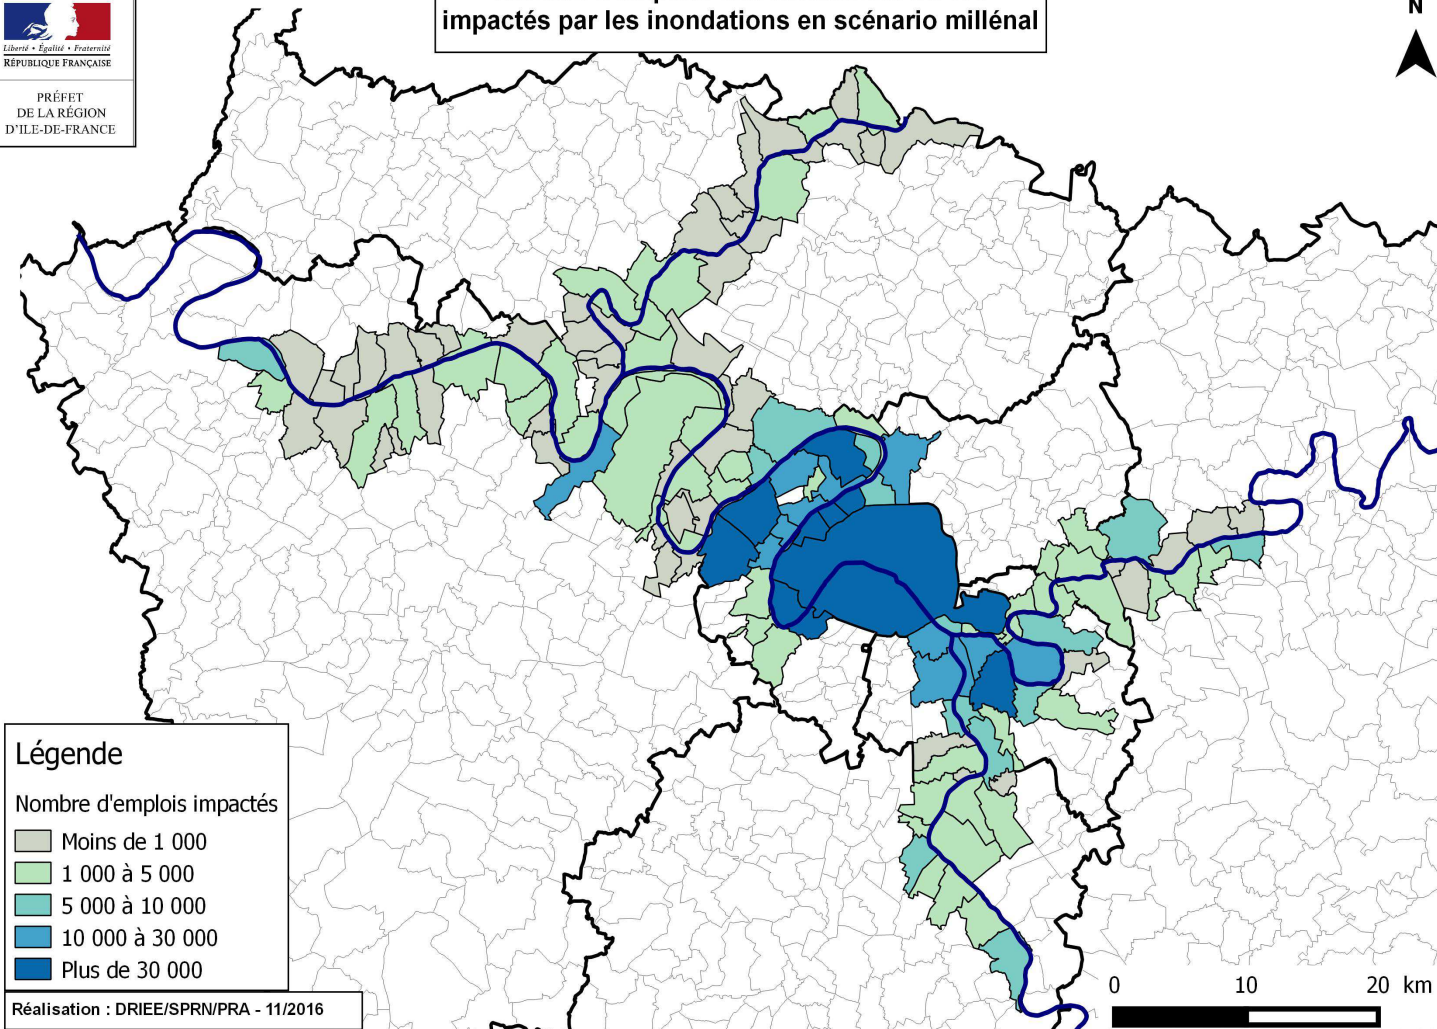 impactés par les inondations en scénario millénal
N
Liberté • Égalité • Fraternité
RÉPUBLIQUE FRANÇAISE
PRÉFET
DE LA RÉGION
D'ILE-DE-FRANCE
Légende
Nombre d'emplois impactés
Moins de 1 000
1 000 à 5 000
5 000 à 10 000
10 000 à 30 000
Plus de 30 000
Réalisation : DRIEE/SPRN/PRA - 11/2016
0 10 20 km